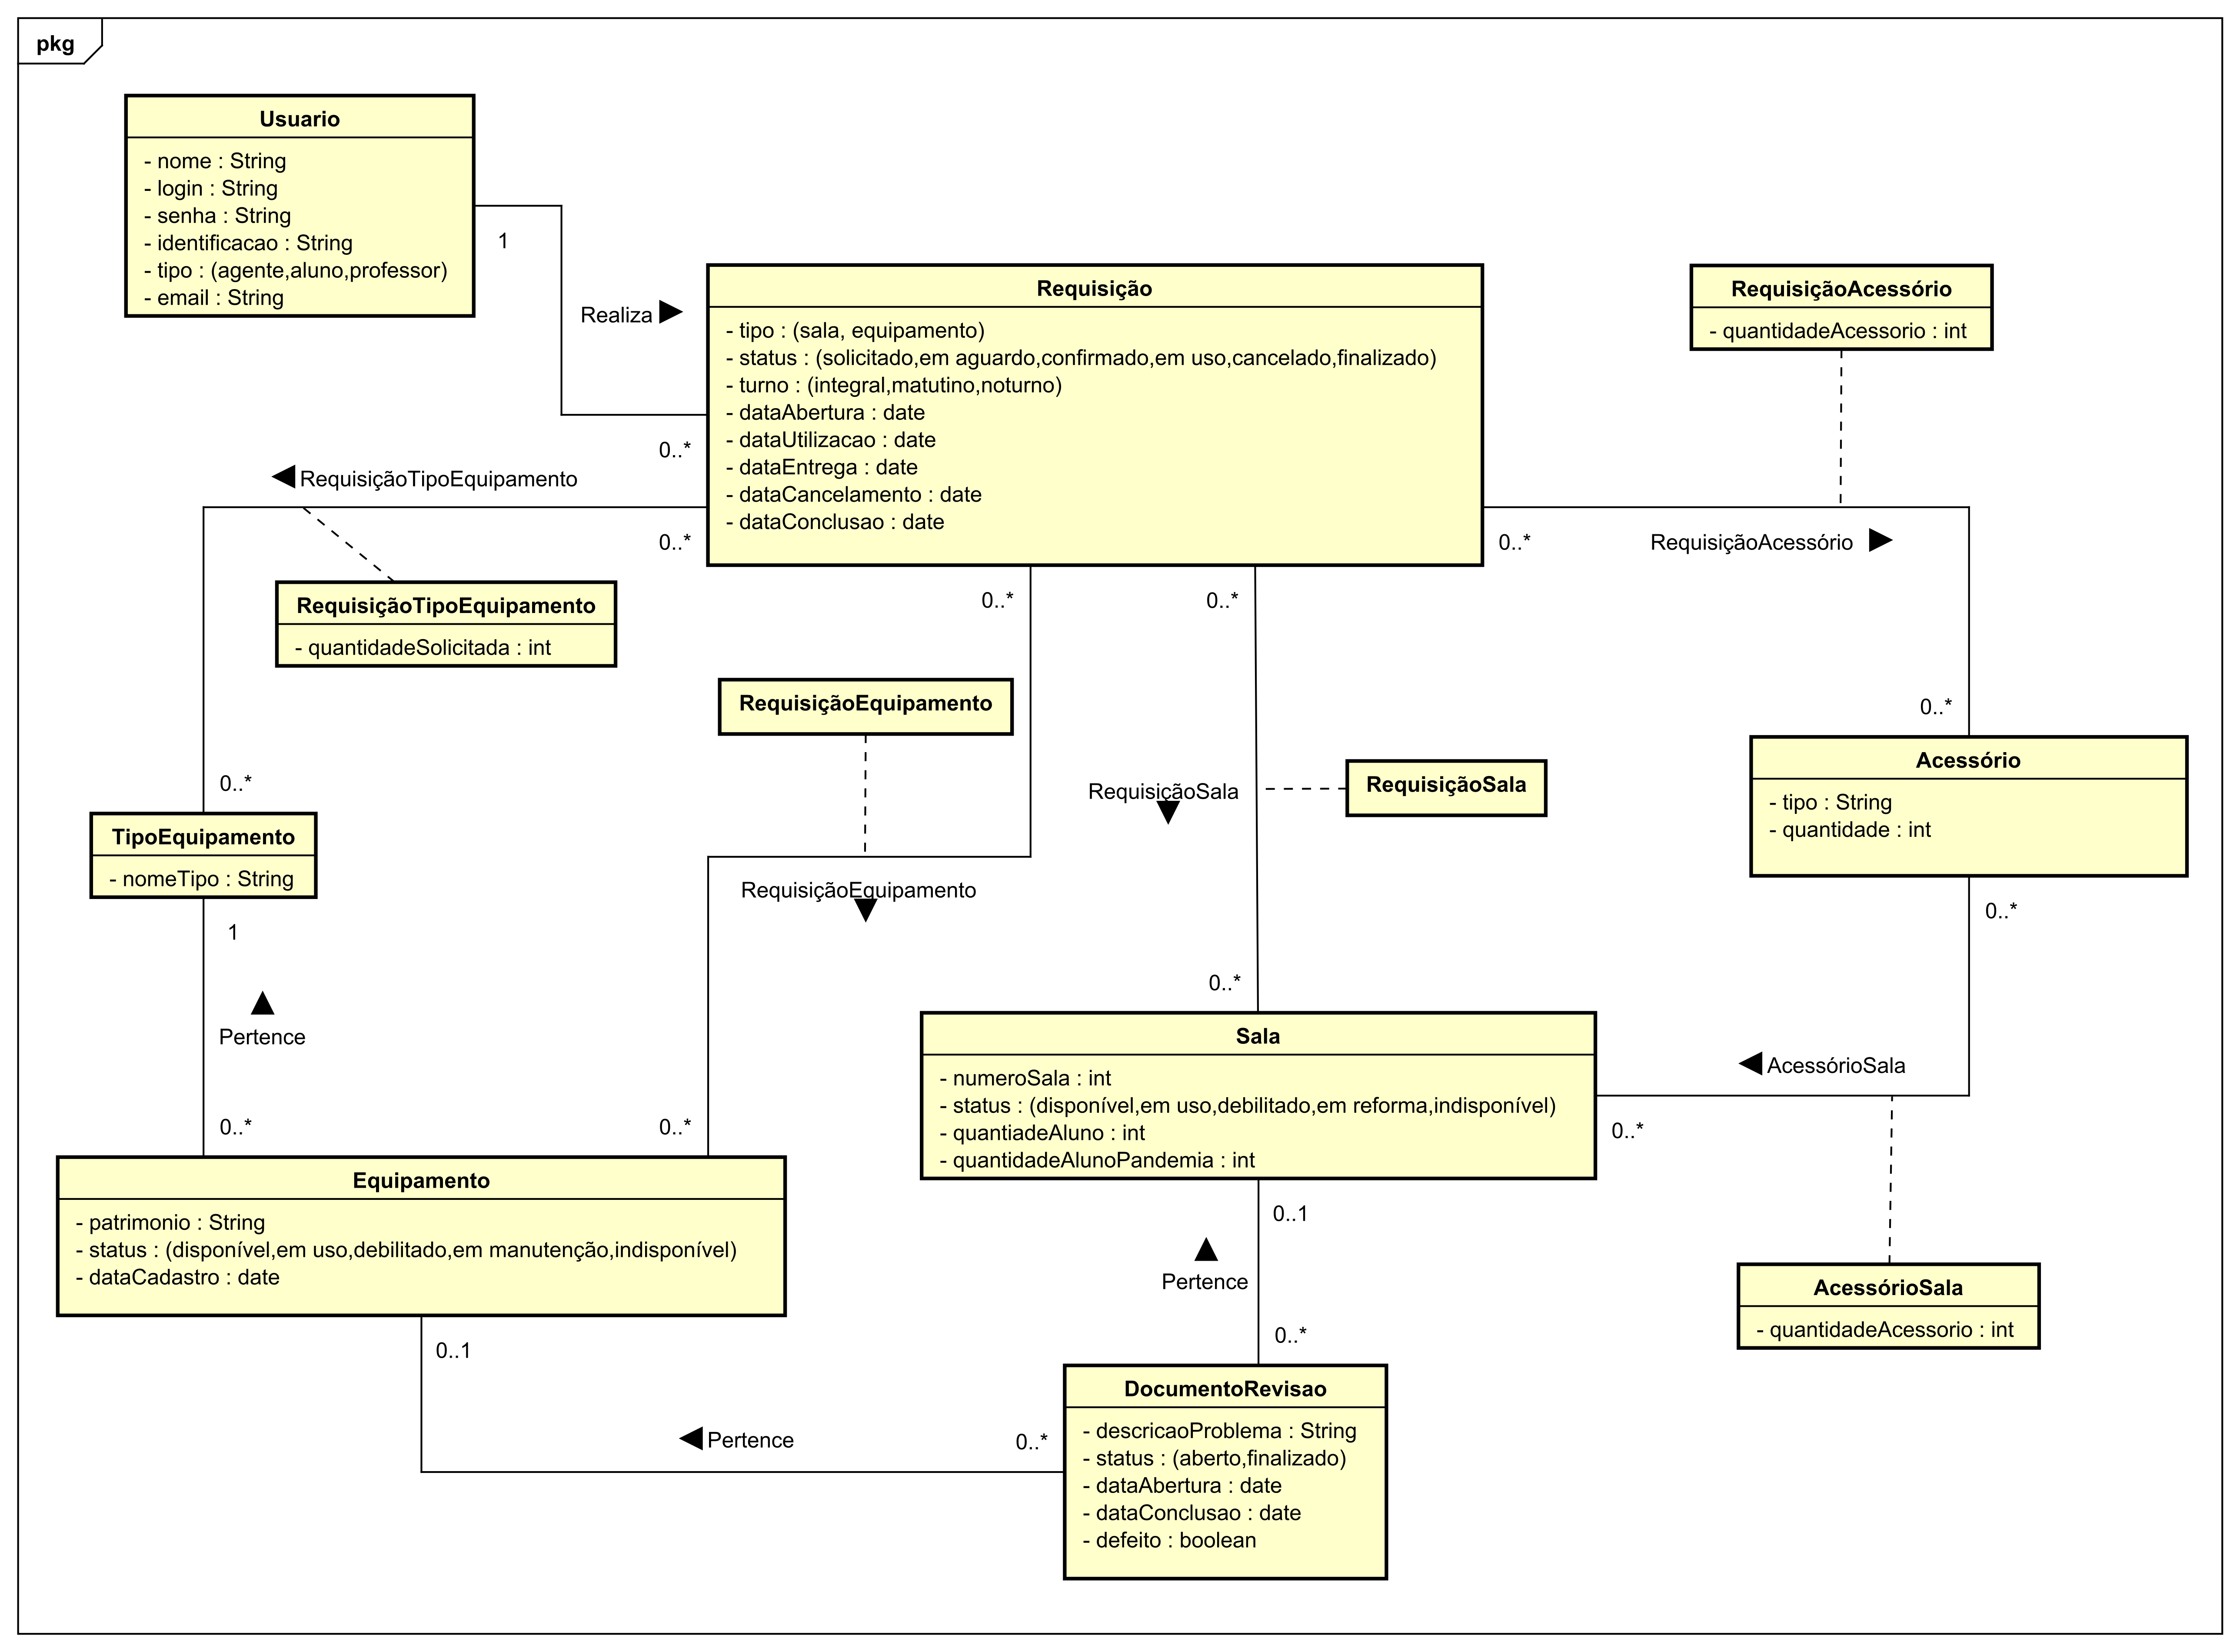 pkg
Usuario
- nome : String
- login : String
- senha : String
- identificacao : String
- tipo : (agente,aluno,professor)
- email : String
1
Realiza
0..*
Requisição
- tipo : (sala, equipamento)
- status : (solicitado,em aguardo,confirmado,em uso,cancelado,finalizado)
- turno : (integral,matutino,noturno)
- dataAbertura : date
- dataUtilizacao : date
- dataEntrega : date
- dataCancelamento : date
- dataConclusao : date
RequisiçãoAcessório
- quantidadeAcessorio : int
RequisiçãoTipoEquipamento
0..*
0..*
RequisiçãoAcessório
RequisiçãoTipoEquipamento
- quantidadeSolicitada : int
0..*
0..*
RequisiçãoEquipamento
0..*
0..*
RequisiçãoSala
RequisiçãoSala
Acessório
- tipo : String
- quantidade : int
TipoEquipamento
- nomeTipo : String
RequisiçãoEquipamento
1
0..*
Pertence
0..*
0..*
0..*
Sala
- numeroSala : int
- status : (disponível,em uso,debilitado,em reforma,indisponível)
- quantiadeAluno : int
- quantidadeAlunoPandemia : int
AcessórioSala
0..*
Equipamento
- patrimonio : String
- status : (disponível,em uso,debilitado,em manutenção,indisponível)
- dataCadastro : date
0..1
Pertence
0..*
AcessórioSala
- quantidadeAcessorio : int
0..1
Pertence
0..*
DocumentoRevisao
- descricaoProblema : String
- status : (aberto,finalizado)
- dataAbertura : date
- dataConclusao : date
- defeito : boolean